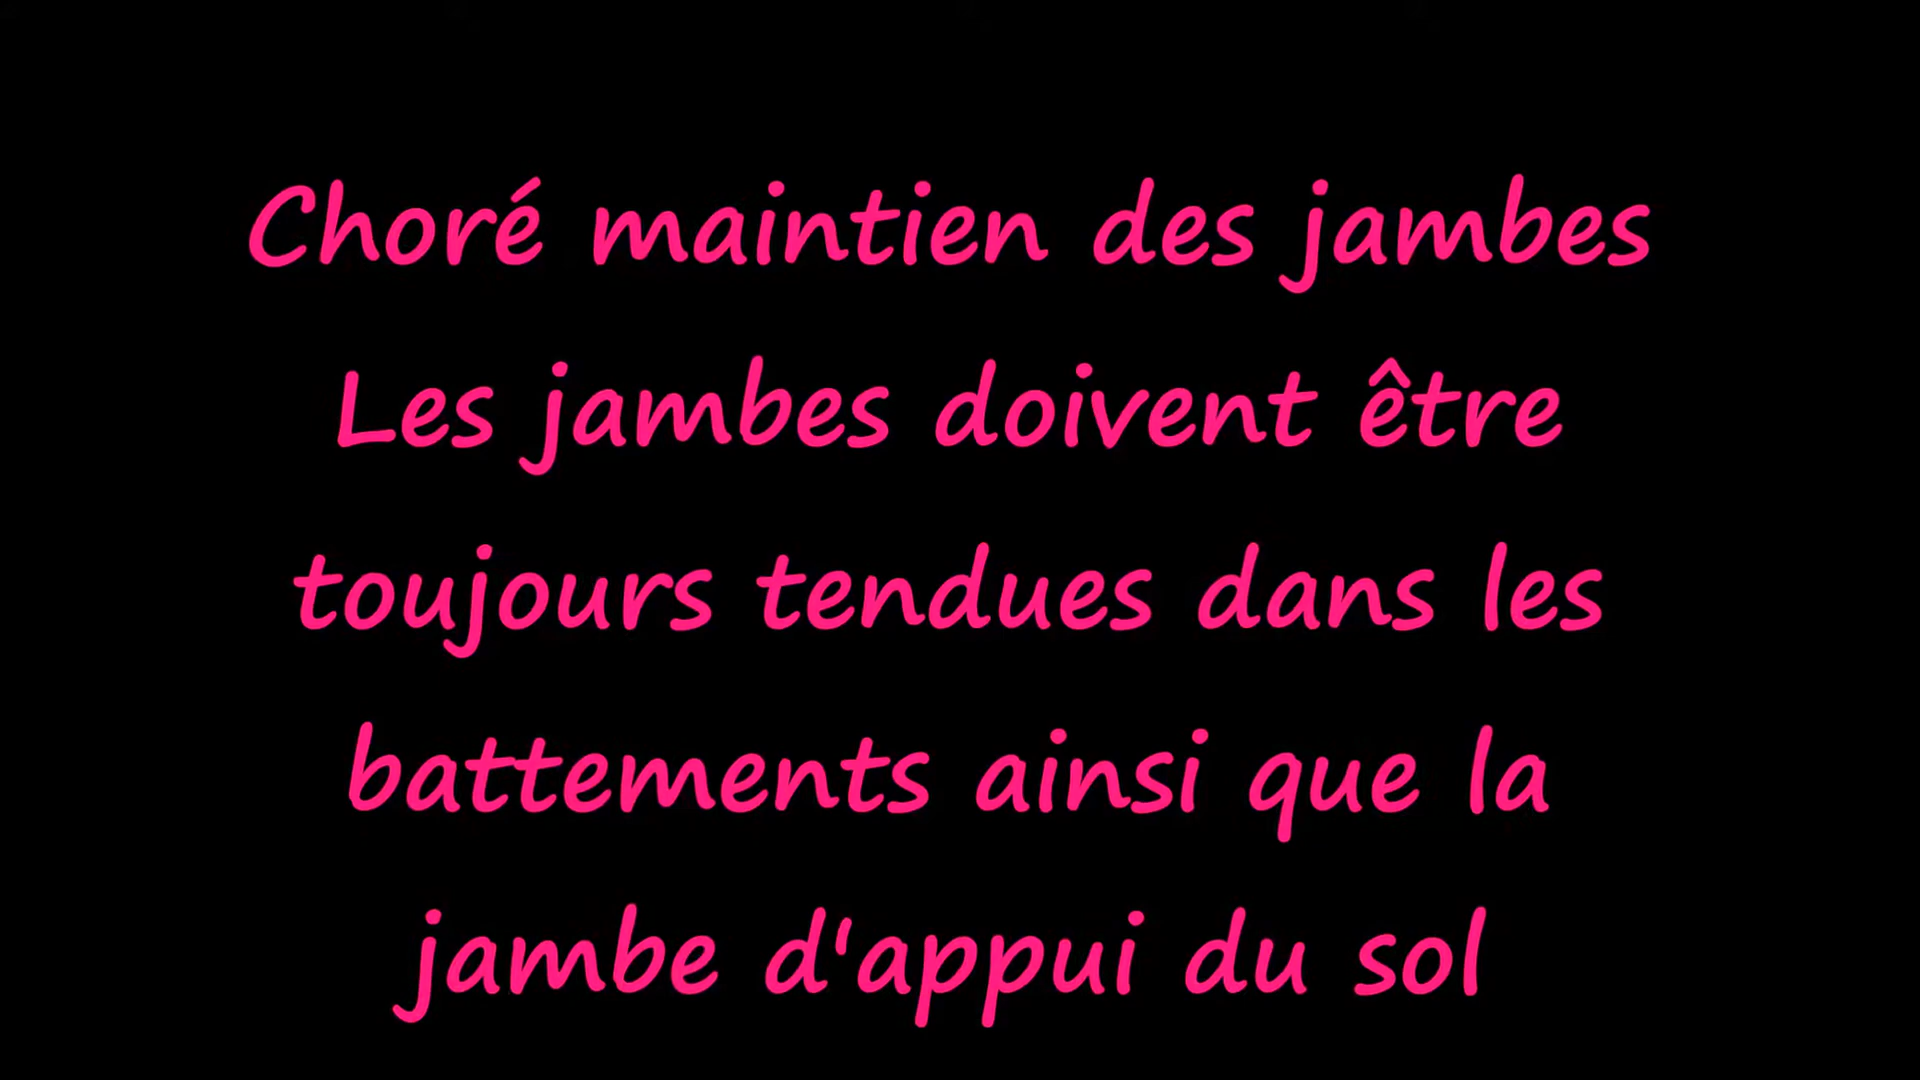 Choré maintien des jambes
Les jambes doivent être
toujours tendues dans les
battements ainsi que la
jambe d'appui du sol